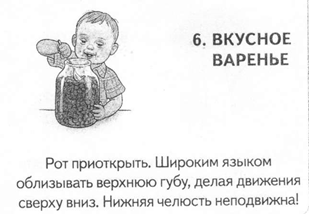 6. ВКУСНОЕ
ВАРЕНЬЕ
Рот приоткрыть. Широким языком
облизывать верхнюю губу, делая движения
сверху вниз. Нижняя челюсть неподвижна!